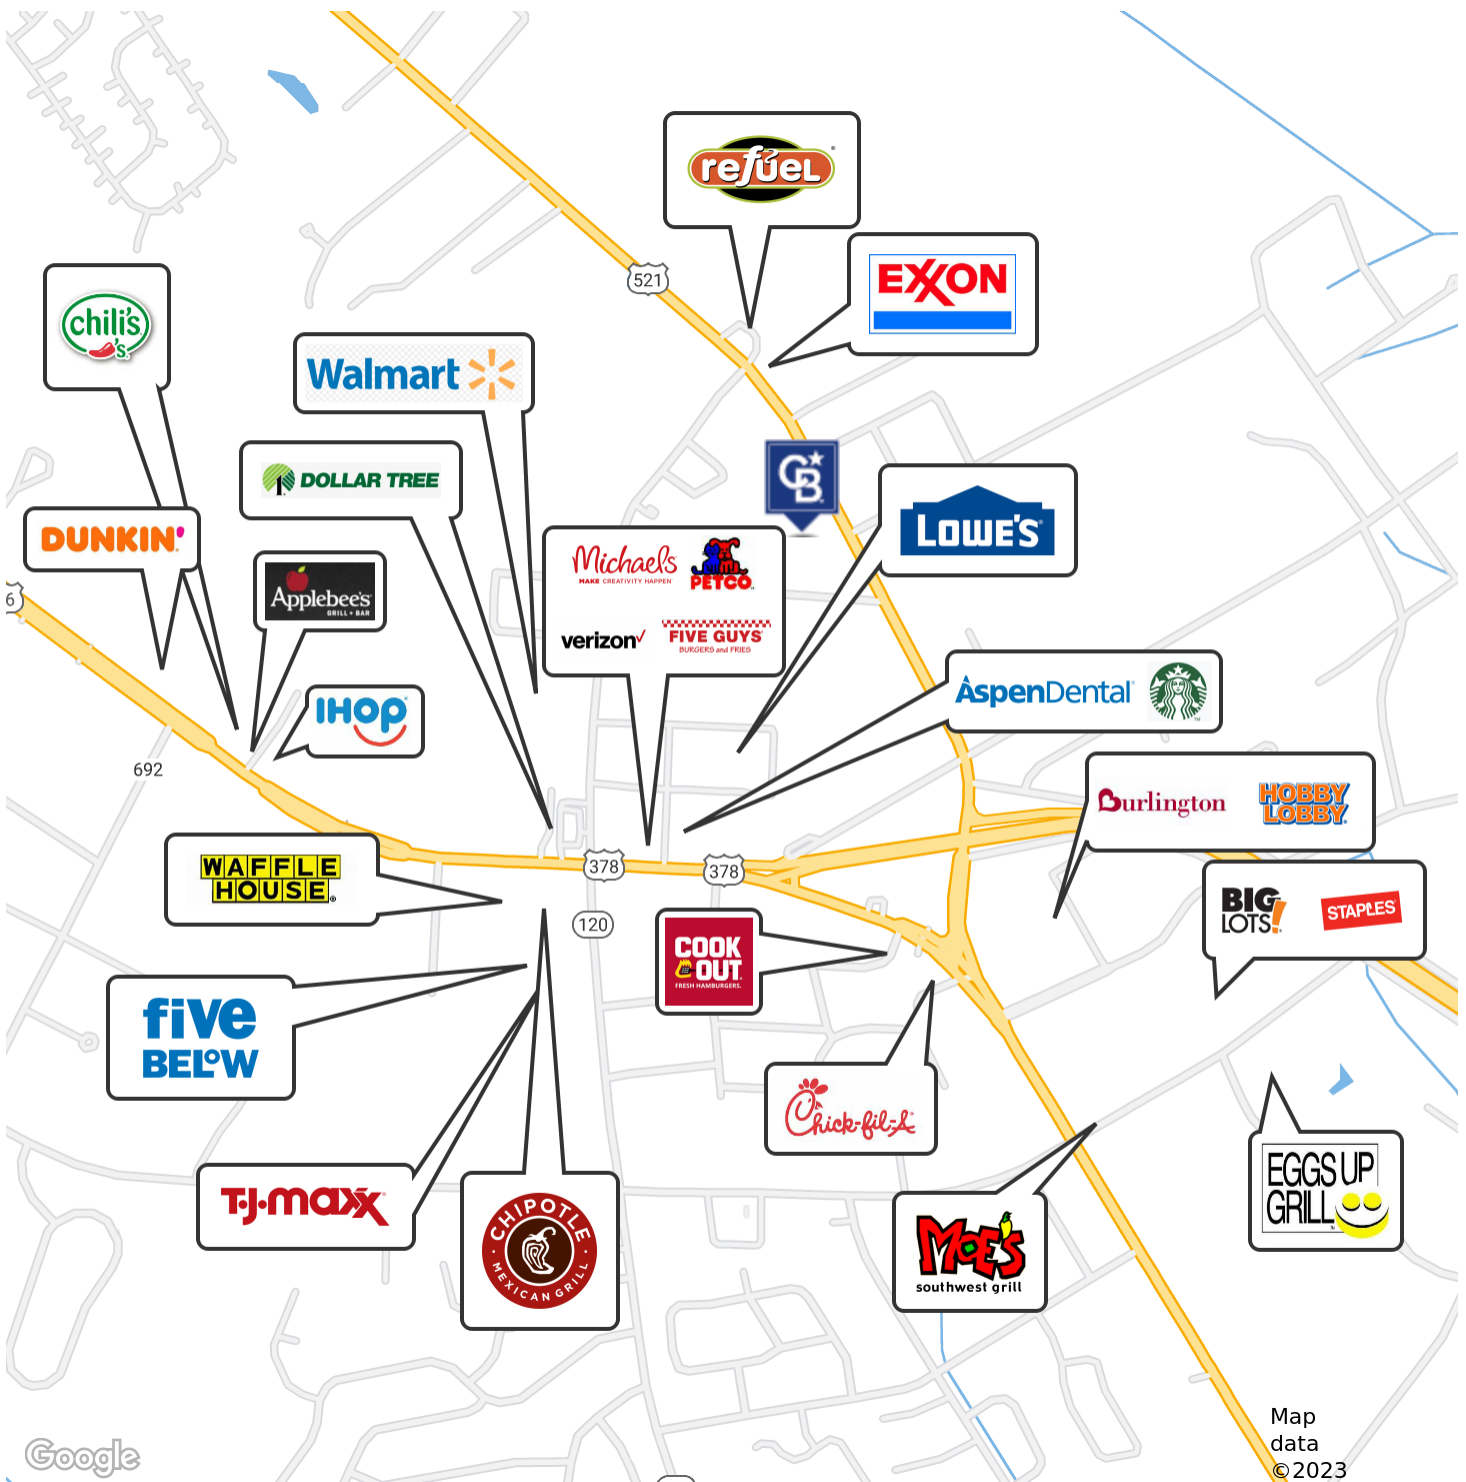 refuel
EXXON
521
chili's
's
Walmart
DOLLAR TREE
1
CB
LOWE'S
DUNKIN'
Michaels
MAKE CREATIVITY HAPPEN
PETCO
verizon
FIVE GUYS
BURGERS and FRIES
Applebee's
GRILL + BAR
6
AspenDental
IHOP
692
Burlington
HOBBY
LOBBY
WAFFLE
HOUSE
378
378
120
BIG
LOTS!
STAPLES
COOK
OUT
FRESH HAMBURGERS.
five
BELOW
Chick-fil-A
T·J·maxx
CHIPOTLE
MEXICAN GRILL
EGGS UP
GRILL
MOE'S
southwest grill
Map
data
©2023
Google